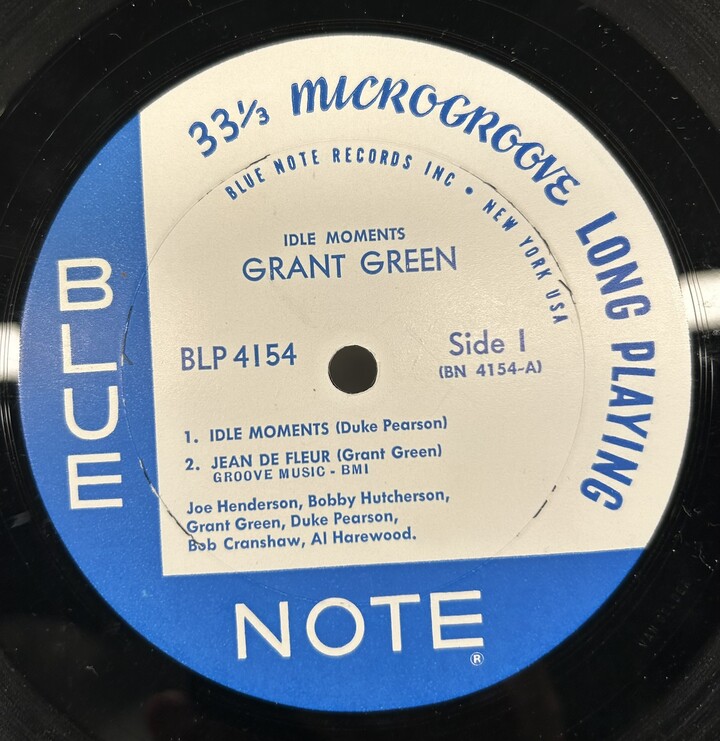 33⅓ MICROGROOVE LONG PLAYING
BLUE NOTE RECORDS INC • NEW YORK USA
IDLE MOMENTS
GRANT GREEN
BLP 4154
Side 1
(BN 4154-A)
1. IDLE MOMENTS (Duke Pearson)
2. JEAN DE FLEUR (Grant Green)
GROOVE MUSIC - BMI
Joe Henderson, Bobby Hutcherson,
Grant Green, Duke Pearson,
Bob Cranshaw, Al Harewood.
BLUE
NOTE
®